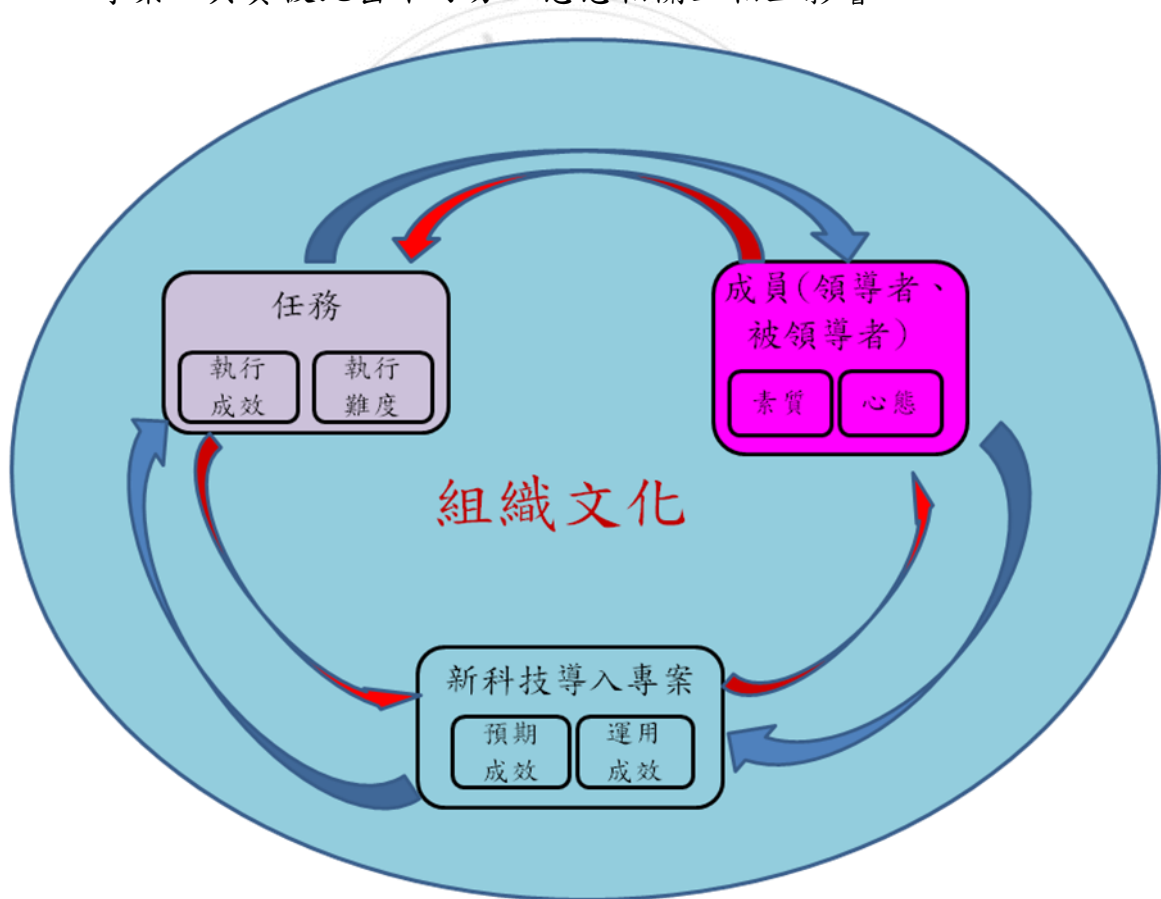 任務
執行
成效
執行
難度
成員(領導者、
被領導者)
素質
心態
組織文化
新科技導入專案
預期
成效
運用
成效